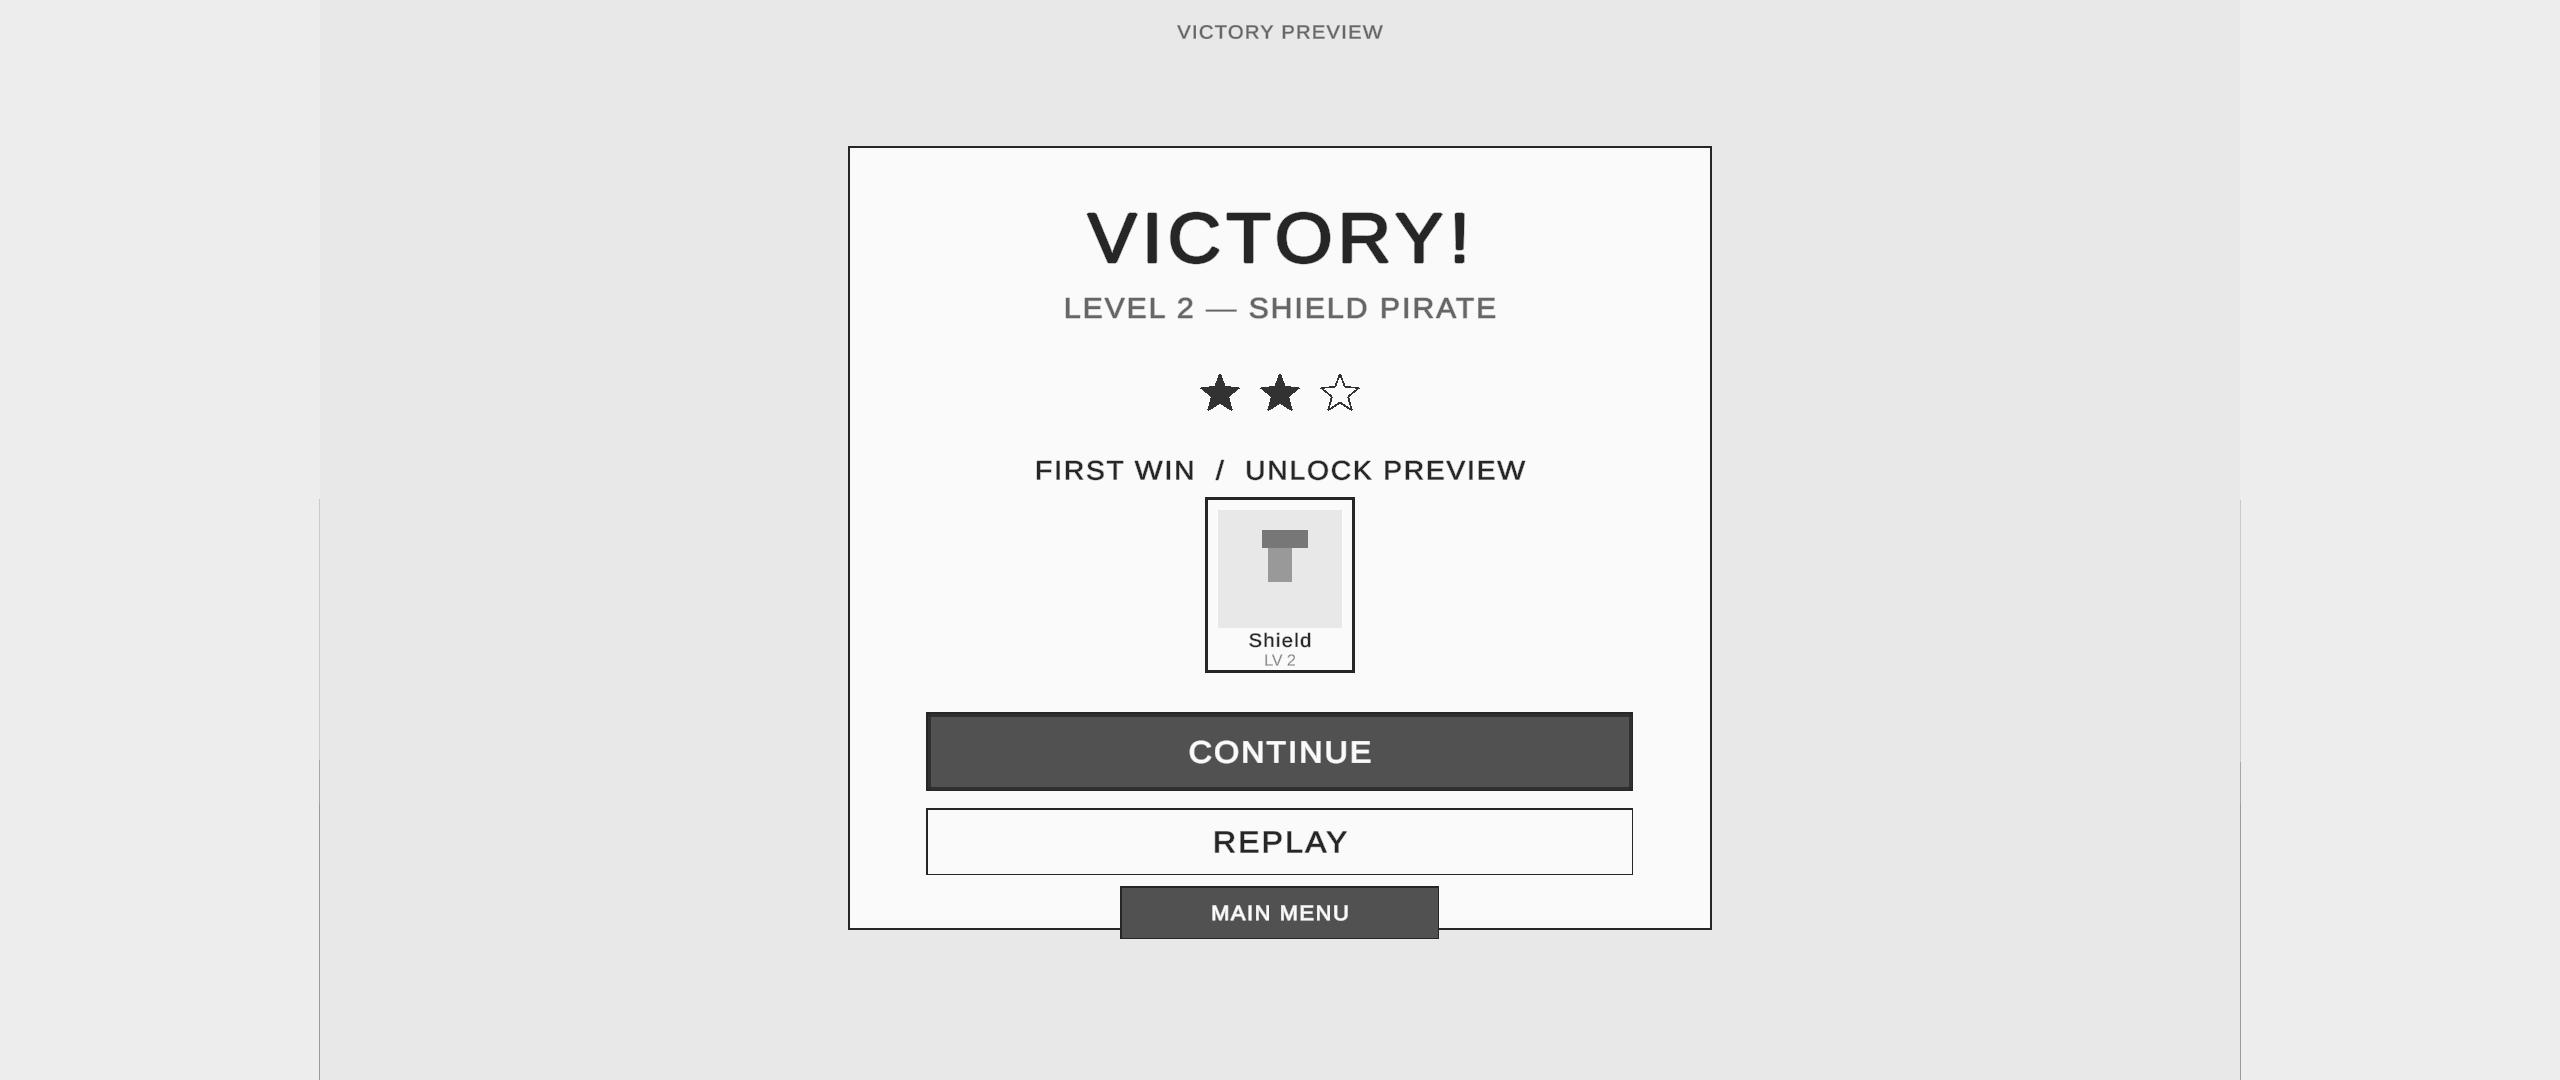 VICTORY PREVIEW
VICTORY!
LEVEL 2 — SHIELD PIRATE
FIRST WIN / UNLOCK PREVIEW
Shield
LV 2
CONTINUE
REPLAY
MAIN MENU